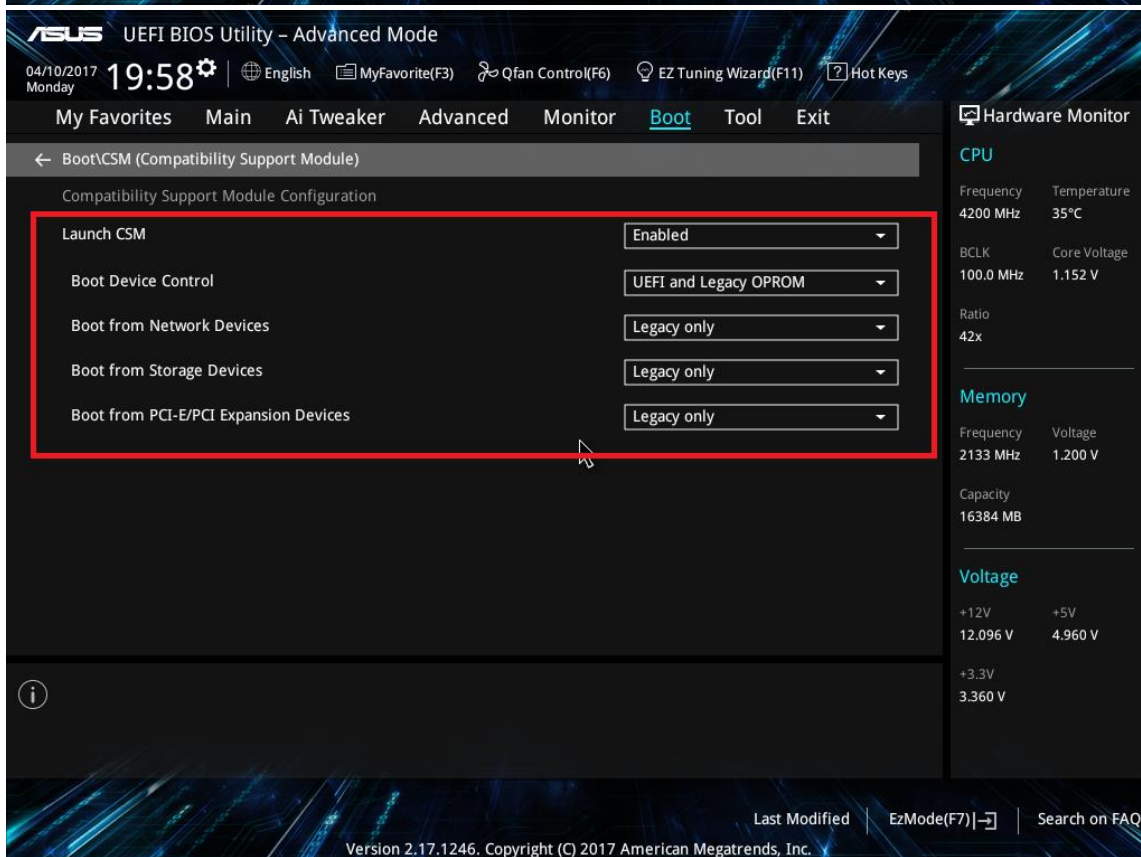 ASUS UEFI BIOS Utility – Advanced Mode
04/10/2017 Monday 19:58 English MyFavorite(F3) Qfan Control(F6) EZ Tuning Wizard(F11) ? Hot Keys
My Favorites Main Ai Tweaker Advanced Monitor Boot Tool Exit
← Boot\CSM (Compatibility Support Module)
Compatibility Support Module Configuration
Launch CSM Enabled
Boot Device Control UEFI and Legacy OPROM
Boot from Network Devices Legacy only
Boot from Storage Devices Legacy only
Boot from PCI-E/PCI Expansion Devices Legacy only
Hardware Monitor
CPU
Frequency Temperature
4200 MHz 35°C
BCLK Core Voltage
100.0 MHz 1.152 V
Ratio
42x
Memory
Frequency Voltage
2133 MHz 1.200 V
Capacity
16384 MB
Voltage
+12V +5V
12.096 V 4.960 V
+3.3V
3.360 V
Last Modified EzMode(F7) Search on FAQ
Version 2.17.1246. Copyright (C) 2017 American Megatrends, Inc.